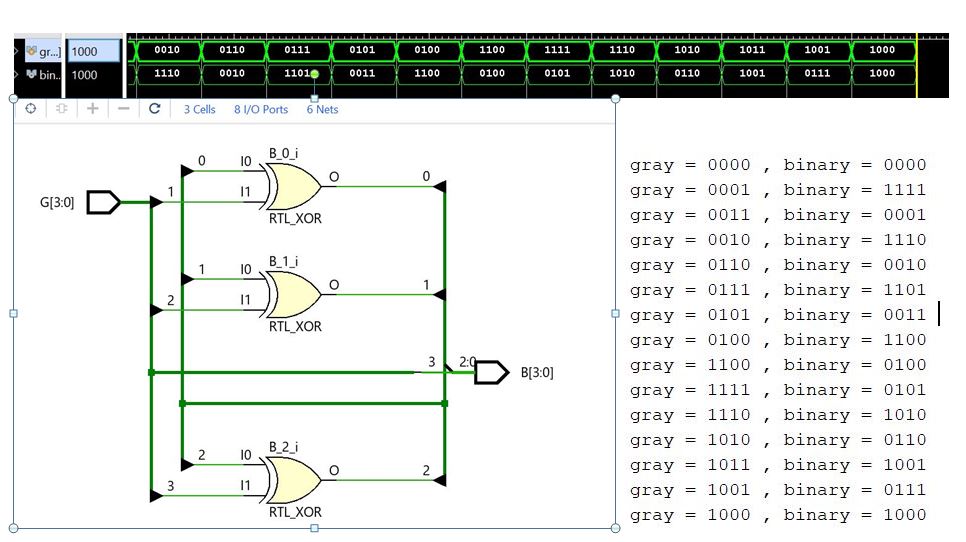 gr...] 1000 0010 0110 0111 0101 0100 1100 1111 1110 1010 1011 1001 1000
bin.. 1000 1110 0010 1101 0011 1100 0100 0101 1010 0110 1001 0111 1000
3 Cells 8 I/O Ports 6 Nets
B_0_i
0 I0
O 0
G[3:0] 1 I1
RTL_XOR
B_1_i
1 I0
O 1
2 I1
RTL_XOR
3 2:0
B[3:0]
B_2_i
2 I0
O 2
3 I1
RTL_XOR
gray = 0000 , binary = 0000
gray = 0001 , binary = 1111
gray = 0011 , binary = 0001
gray = 0010 , binary = 1110
gray = 0110 , binary = 0010
gray = 0111 , binary = 1101
gray = 0101 , binary = 0011
gray = 0100 , binary = 1100
gray = 1100 , binary = 0100
gray = 1111 , binary = 0101
gray = 1110 , binary = 1010
gray = 1010 , binary = 0110
gray = 1011 , binary = 1001
gray = 1001 , binary = 0111
gray = 1000 , binary = 1000